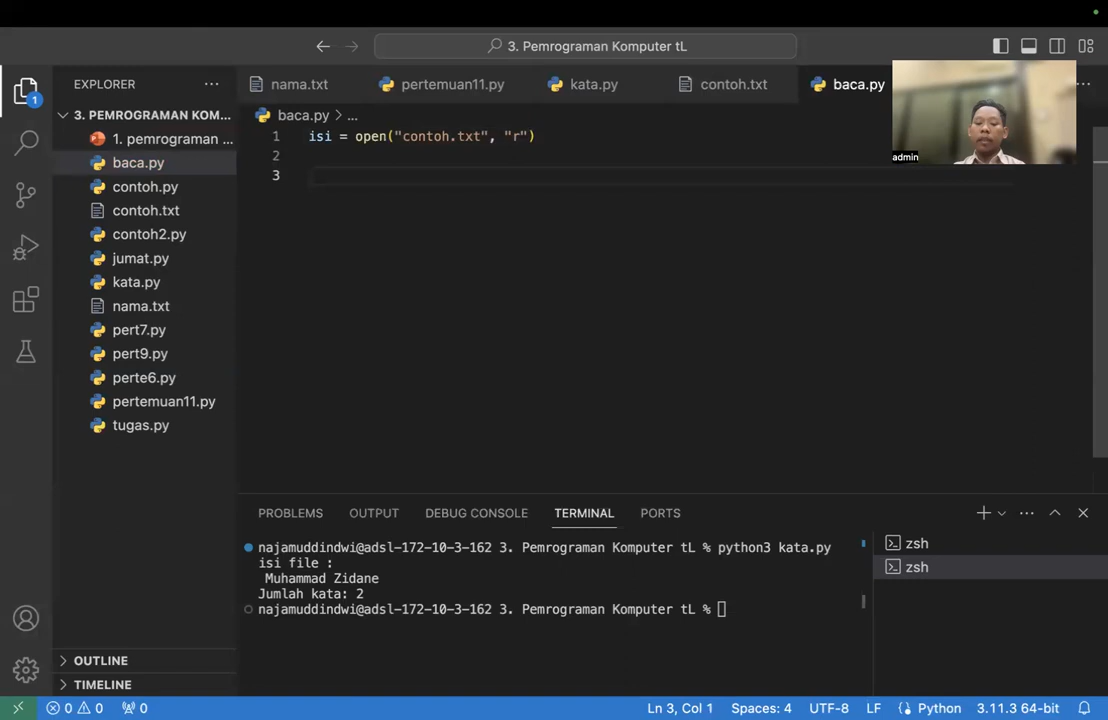 3. Pemrograman Komputer tL
EXPLORER
nama.txt
pertemuan11.py
kata.py
contoh.txt
baca.py
3. PEMROGRAMAN KOM...
1. pemrograman ...
baca.py
contoh.py
contoh.txt
contoh2.py
jumat.py
kata.py
nama.txt
pert7.py
pert9.py
perte6.py
pertemuan11.py
tugas.py
OUTLINE
TIMELINE
1
baca.py > ...
1 isi = open("contoh.txt", "r")
2
3
admin
PROBLEMS OUTPUT DEBUG CONSOLE TERMINAL PORTS
najamuddindwi@adsl-172-10-3-162 3. Pemrograman Komputer tL % python3 kata.py
isi file :
Muhammad Zidane
Jumlah kata: 2
najamuddindwi@adsl-172-10-3-162 3. Pemrograman Komputer tL %
zsh
zsh
0 0 0 Ln 3, Col 1 Spaces: 4 UTF-8 LF Python 3.11.3 64-bit